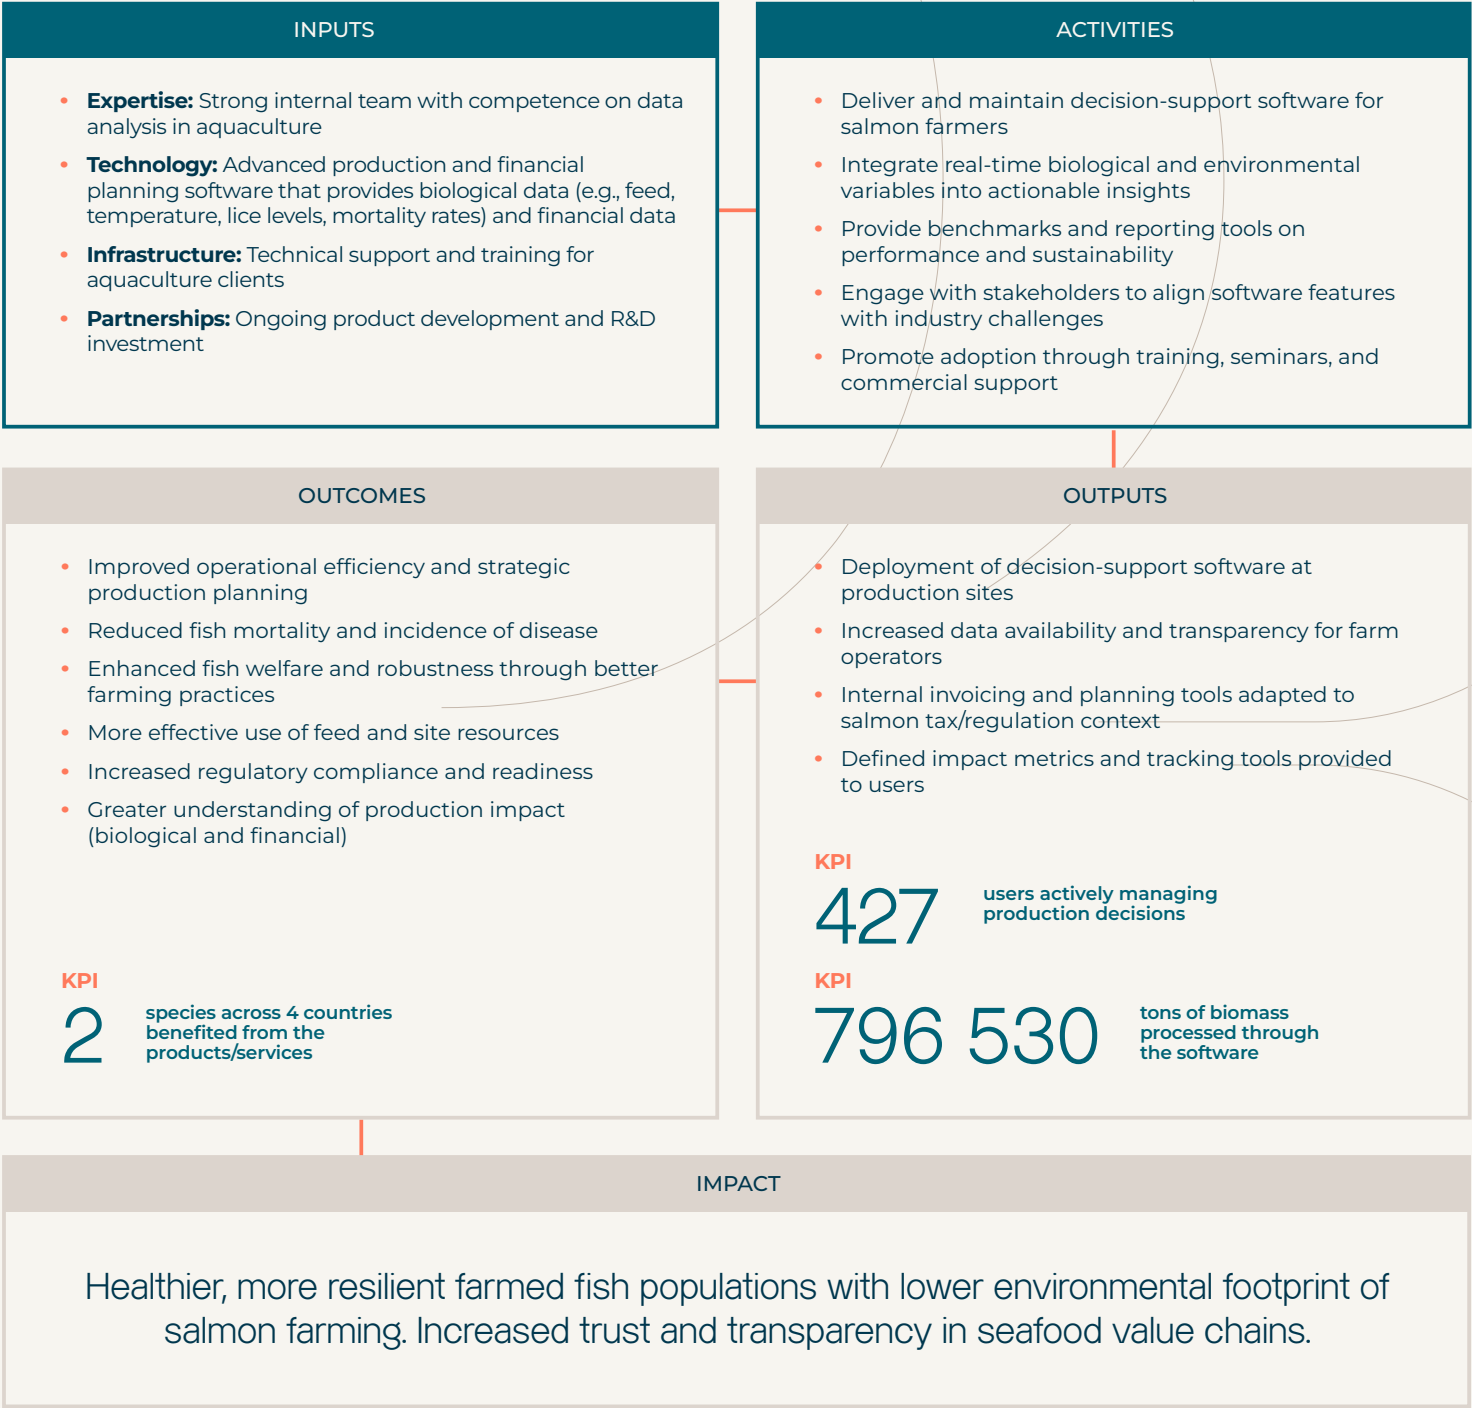 INPUTS
• Expertise: Strong internal team with competence on data
analysis in aquaculture
• Technology: Advanced production and financial
planning software that provides biological data (e.g., feed,
temperature, lice levels, mortality rates) and financial data
• Infrastructure: Technical support and training for
aquaculture clients
• Partnerships: Ongoing product development and R&D
investment
ACTIVITIES
• Deliver and maintain decision-support software for
salmon farmers
• Integrate real-time biological and environmental
variables into actionable insights
• Provide benchmarks and reporting tools on
performance and sustainability
• Engage with stakeholders to align software features
with industry challenges
• Promote adoption through training, seminars, and
commercial support
OUTCOMES
• Improved operational efficiency and strategic
production planning
• Reduced fish mortality and incidence of disease
• Enhanced fish welfare and robustness through better
farming practices
• More effective use of feed and site resources
• Increased regulatory compliance and readiness
• Greater understanding of production impact
(biological and financial)
KPI
2
species across 4 countries
benefited from the
products/services
OUTPUTS
• Deployment of decision-support software at
production sites
• Increased data availability and transparency for farm
operators
• Internal invoicing and planning tools adapted to
salmon tax/regulation context
• Defined impact metrics and tracking tools provided
to users
KPI
427
users actively managing
production decisions
KPI
796 530
tons of biomass
processed through
the software
IMPACT
Healthier, more resilient farmed fish populations with lower environmental footprint of
salmon farming. Increased trust and transparency in seafood value chains.